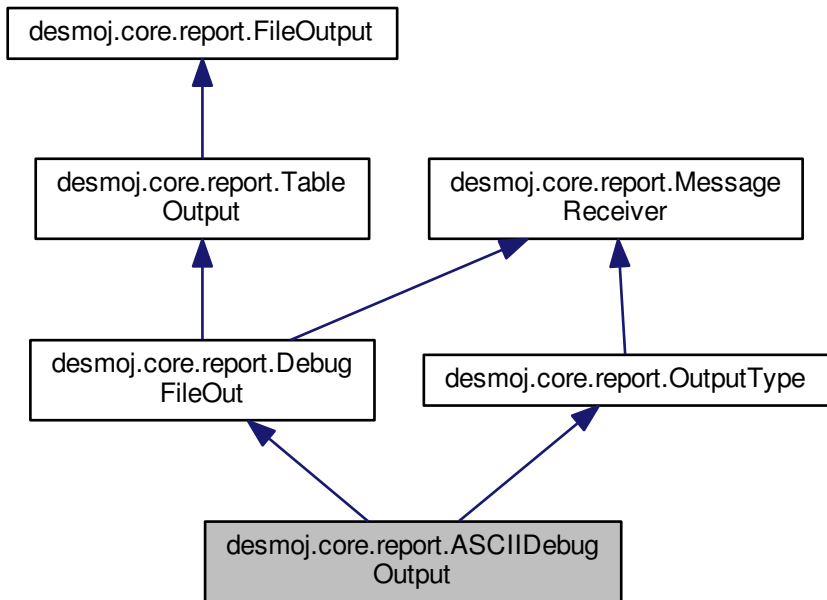 desmoj.core.report.FileOutput
desmoj.core.report.Table
Output
desmoj.core.report.Message
Receiver
desmoj.core.report.Debug
FileOut
desmoj.core.report.OutputType
desmoj.core.report.ASCIIDebug
Output